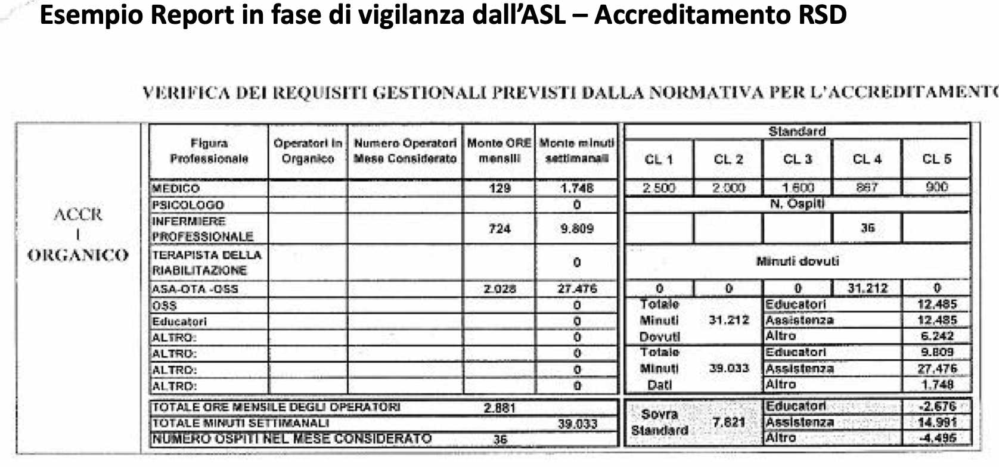 Esempio Report in fase di vigilanza dall'ASL – Accreditamento RSD
VERIFICA DEI REQUISITI GESTIONALI PREVISTI DALLA NORMATIVA PER L'ACCREDITAMENTO
ACCR
I
ORGANICO
Figura Professionale Operatori in Organico Numero Operatori Mese Considerato Monte ORE mensili Monte minuti settimanali
MEDICO 129 1.748
PSICOLOGO 0
INFERMIERE
PROFESSIONALE 724 9.809
TERAPISTA DELLA
RIABILITAZIONE 0
ASA-OTA -OSS 2.028 27.476
OSS 0
Educatori 0
ALTRO: 0
ALTRO: 0
ALTRO: 0
ALTRO: 0
TOTALE ORE MENSILE DEGLI OPERATORI 2.881
TOTALE MINUTI SETTIMANALI 39.033
NUMERO OSPITI NEL MESE CONSIDERATO 36
Standard
CL 1 CL 2 CL 3 CL 4 CL 5
2.500 2.000 1.600 867 900
N. Ospiti
36
Minuti dovuti
0 0 0 31.212 0
Totale Minuti Dovuti 31.212
Educatori 12.485
Assistenza 12.485
Altro 6.242
Totale Minuti Dati 39.033
Educatori 9.809
Assistenza 27.476
Altro 1.748
Sovra Standard 7.821
Educatori -2.676
Assistenza 14.991
Altro -4.495